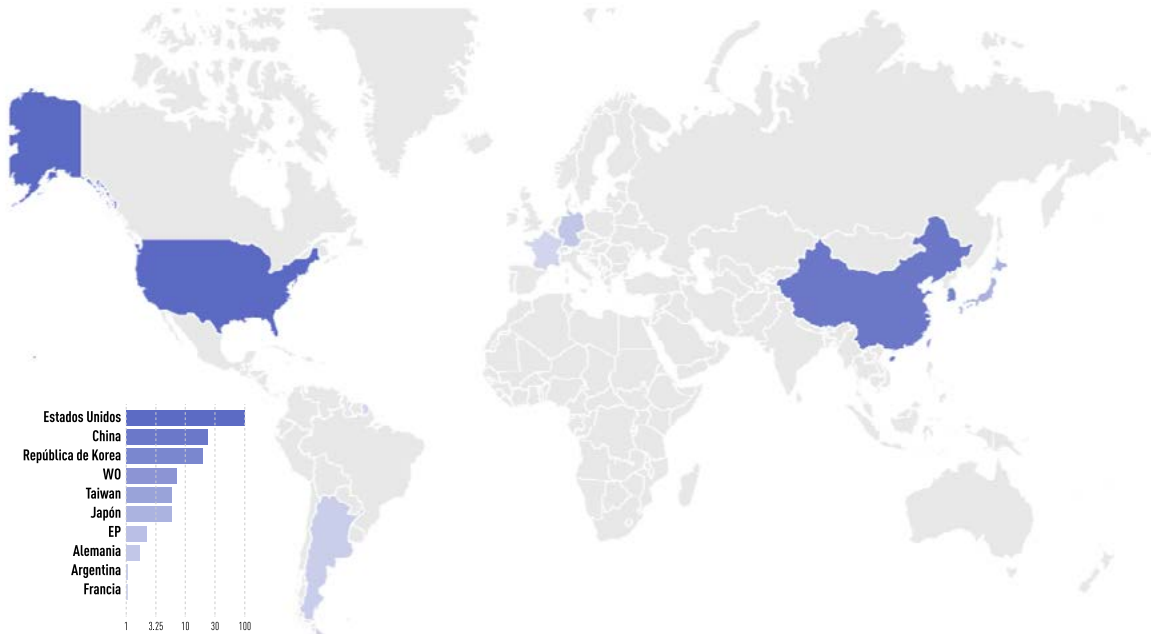 Estados Unidos
China
República de Korea
WO
Taiwan
Japón
EP
Alemania
Argentina
Francia
1 3.25 10 30 100